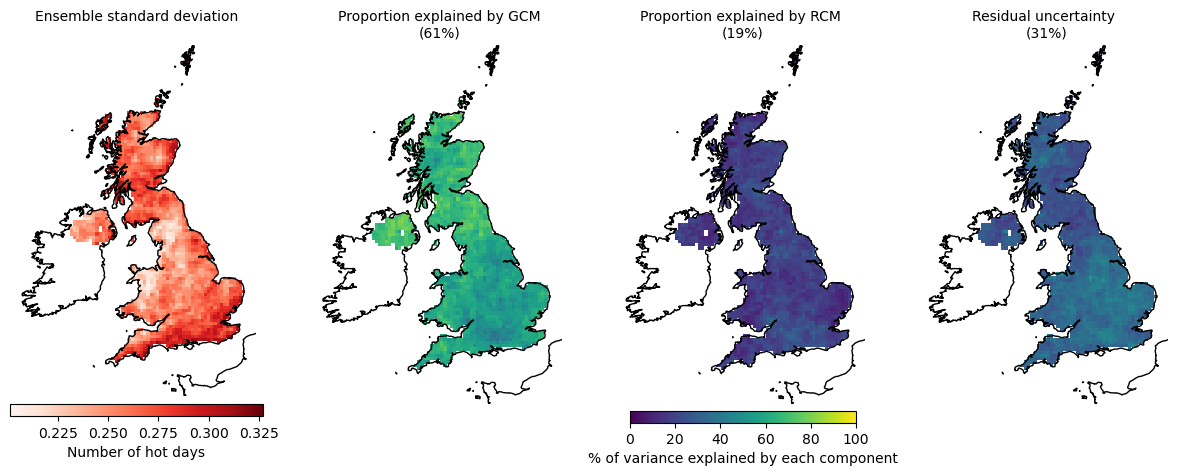 Ensemble standard deviation
Proportion explained by GCM
(61%)
Proportion explained by RCM
(19%)
Residual uncertainty
(31%)
0.225 0.250 0.275 0.300 0.325
Number of hot days
0 20 40 60 80 100
% of variance explained by each component